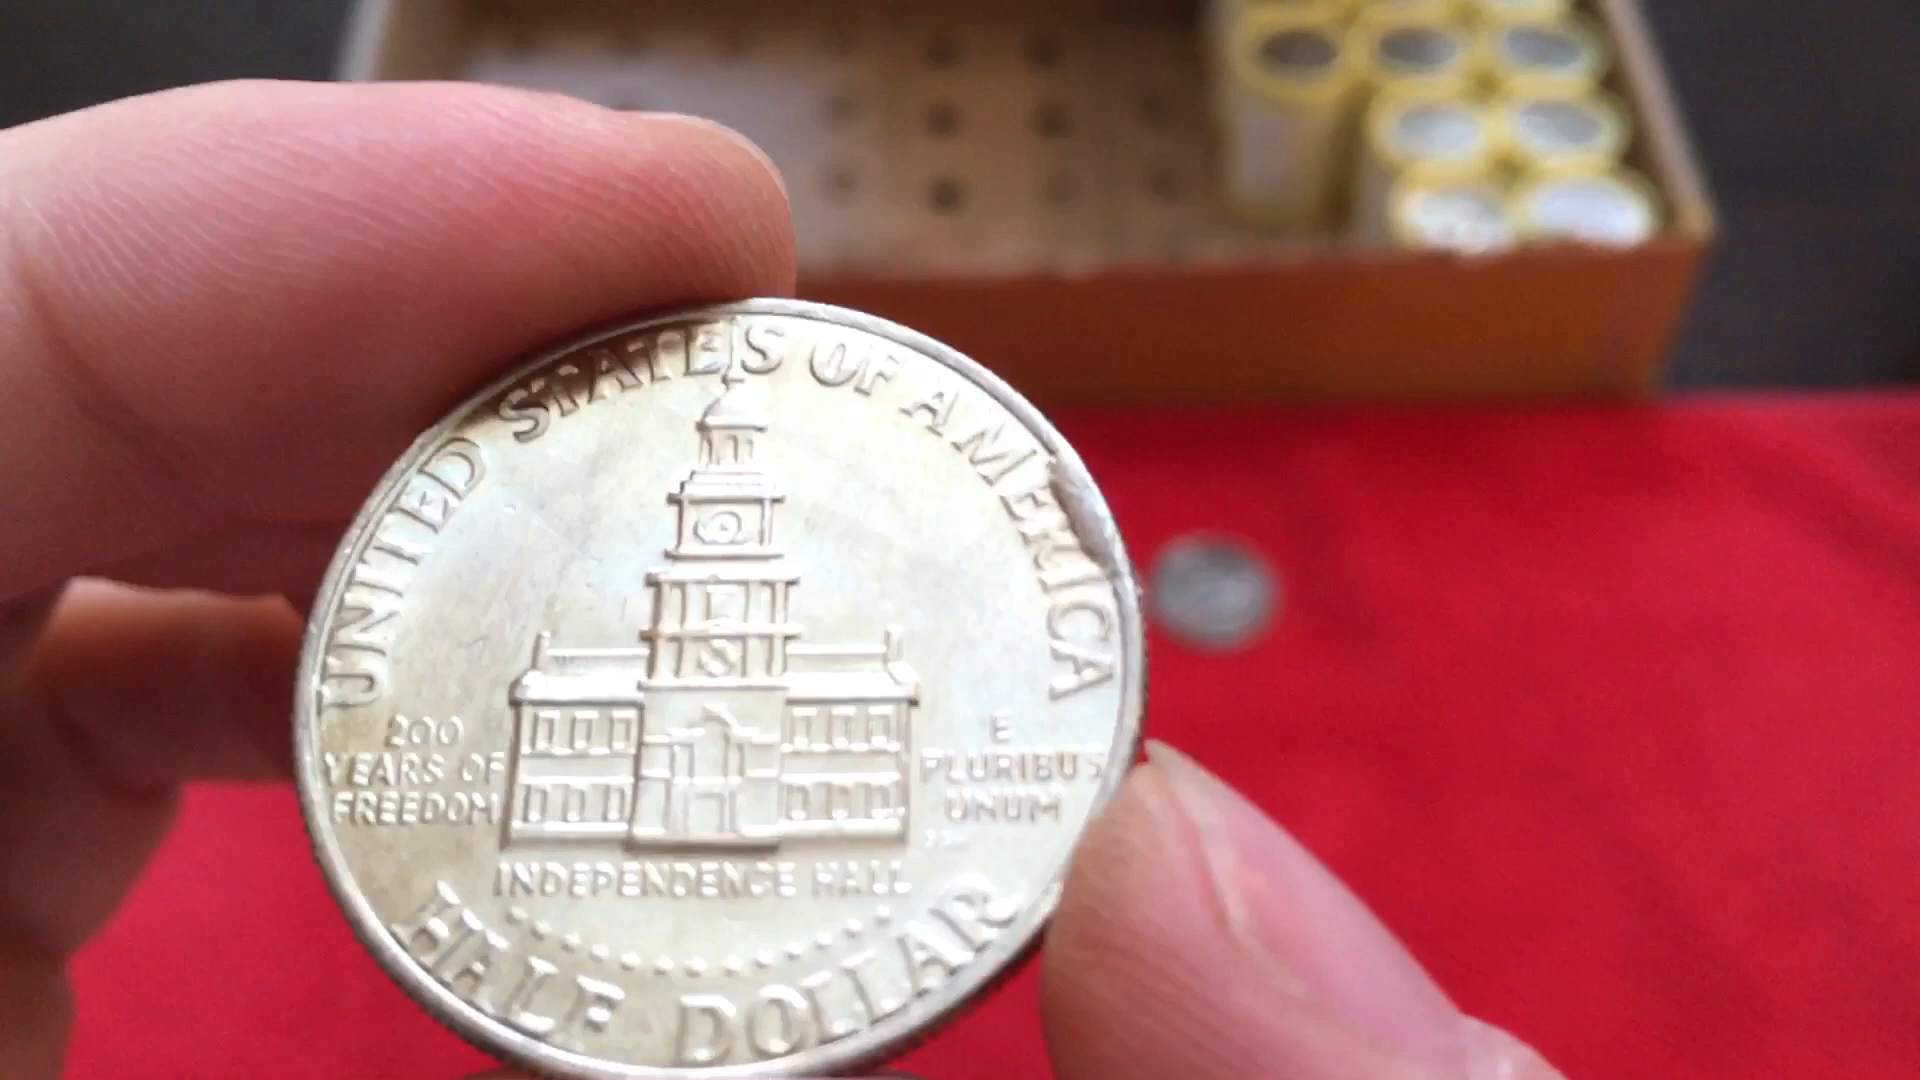 UNITED STATES OF AMERICA
200
YEARS OF
FREEDOM
E
PLURIBUS
UNUM
INDEPENDENCE HALL
HALF DOLLAR